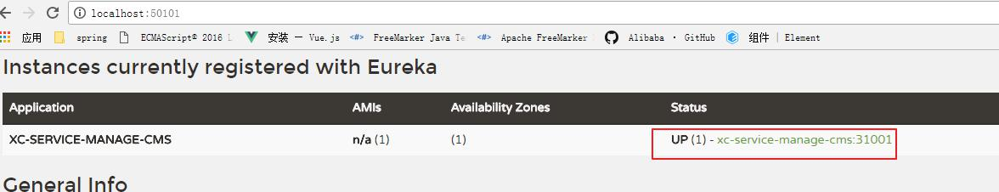 localhost:50101
应用 spring ECMAScript® 2016 L 安装 — Vue.js FreeMarker Java Te Apache FreeMarker Alibaba · GitHub 组件 | Element
Instances currently registered with Eureka
Application AMIs Availability Zones Status
XC-SERVICE-MANAGE-CMS n/a (1) (1) UP (1) - xc-service-manage-cms:31001
General Info